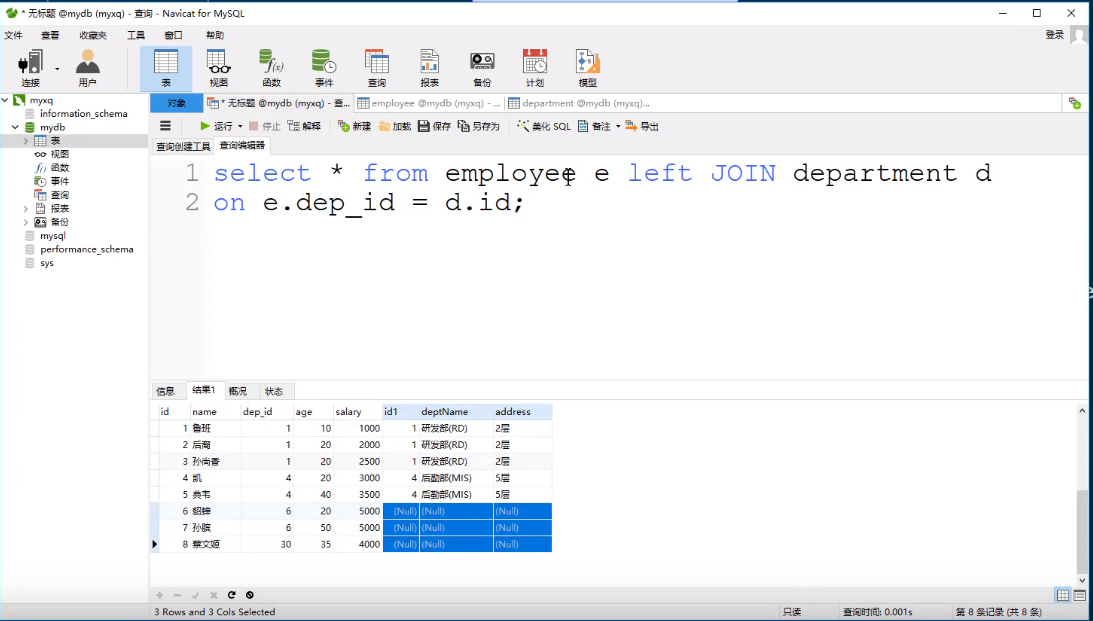 * 无标题 @mydb (myxq) - 查询 - Navicat for MySQL
文件 查看 收藏夹 工具 窗口 帮助 登录
连接 用户 表 视图 函数 事件 查询 报表 备份 计划 模型
对象 * 无标题 @mydb (myxq) - 查... employee @mydb (myxq) - ... department @mydb (myxq)...
运行 停止 解释 新建 加载 保存 另存为 美化 SQL 备注 导出
查询创建工具 查询编辑器
myxq
information_schema
mydb
表
视图
函数
事件
查询
报表
备份
mysql
performance_schema
sys
1 select * from employee e left JOIN department d
2 on e.dep_id = d.id;
信息 结果1 概况 状态
id name dep_id age salary id1 deptName address
1 鲁班 1 10 1000 1 研发部(RD) 2层
2 后裔 1 20 2000 1 研发部(RD) 2层
3 孙尚香 1 20 2500 1 研发部(RD) 2层
4 凯 4 20 3000 4 后勤部(MIS) 5层
5 典韦 4 40 3500 4 后勤部(MIS) 5层
6 貂蝉 6 20 5000 (Null) (Null) (Null)
7 孙膑 6 50 5000 (Null) (Null) (Null)
8 蔡文姬 30 35 4000 (Null) (Null) (Null)
3 Rows and 3 Cols Selected 只读 查询时间: 0.001s 第 8 条记录 (共 8 条)